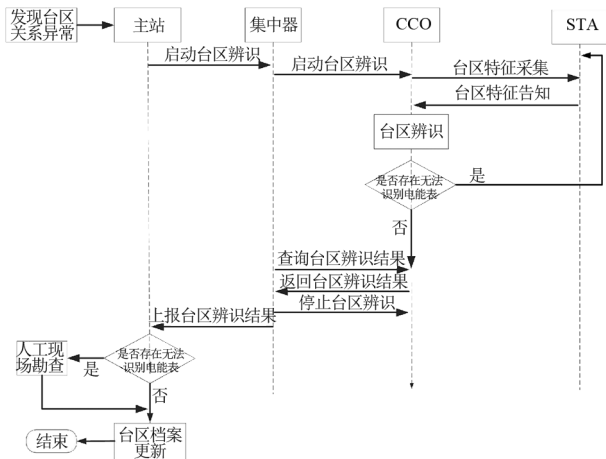 发现台区
关系异常
主站
集中器
CCO
STA
启动台区辨识
启动台区辨识
台区特征采集
台区特征告知
台区辨识
是否存在无法
识别电能表
是
否
查询台区辨识结果
返回台区辨识结果
停止台区辨识
上报台区辨识结果
人工现
场勘查
是否存在无法
识别电能表
是
否
台区档案
更新
结束